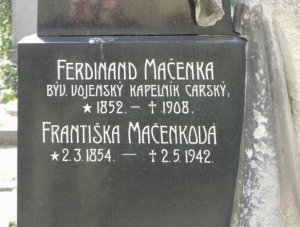 FERDINAND MAČENKA
BÝV. VOJENSKÝ KAPELNÍK CARSKÝ,
★ 1852. — † 1908.
FRANTIŠKA MAČENKOVÁ
★ 2.3.1854. — † 2.5.1942.